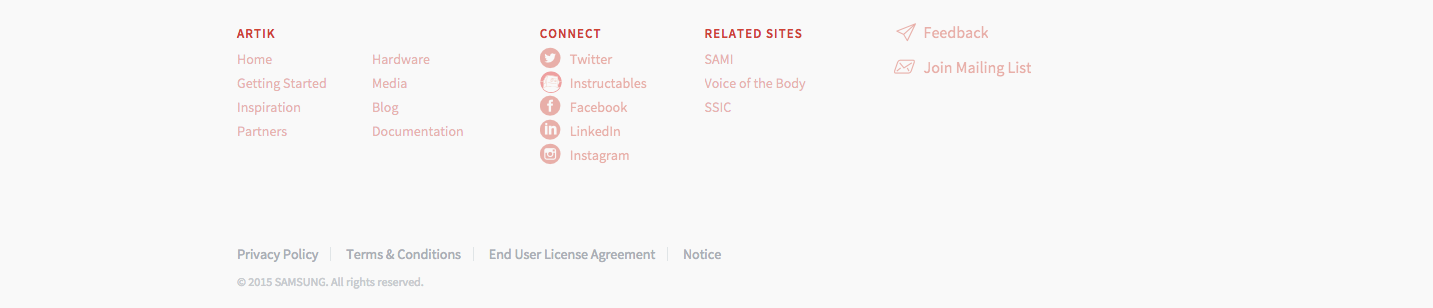 ARTIK
Home
Getting Started
Inspiration
Partners
Hardware
Media
Blog
Documentation
CONNECT
Twitter
Instructables
Facebook
LinkedIn
Instagram
RELATED SITES
SAMI
Voice of the Body
SSIC
Feedback
Join Mailing List
Privacy Policy Terms & Conditions End User License Agreement Notice
© 2015 SAMSUNG. All rights reserved.